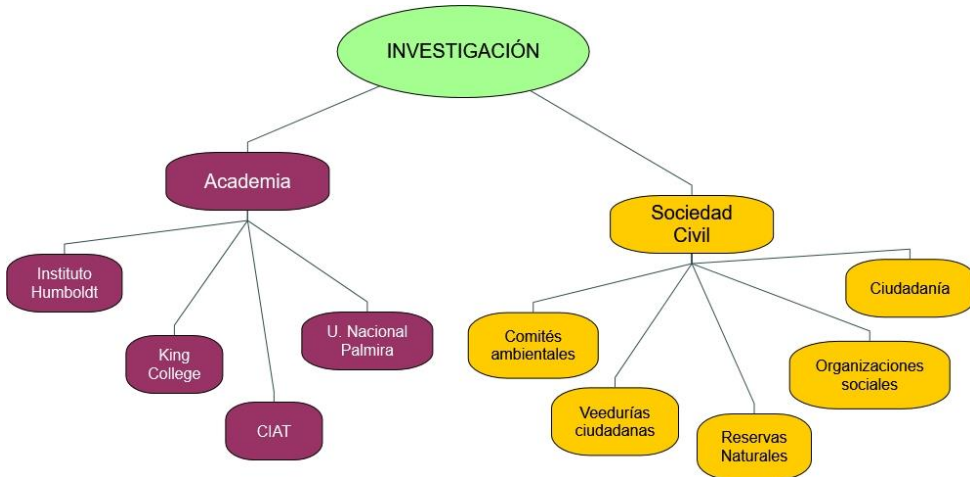 INVESTIGACIÓN
Academia
Instituto
Humboldt
King
College
CIAT
U. Nacional
Palmira
Sociedad
Civil
Comités
ambientales
Veedurías
ciudadanas
Reservas
Naturales
Organizaciones
sociales
Ciudadanía